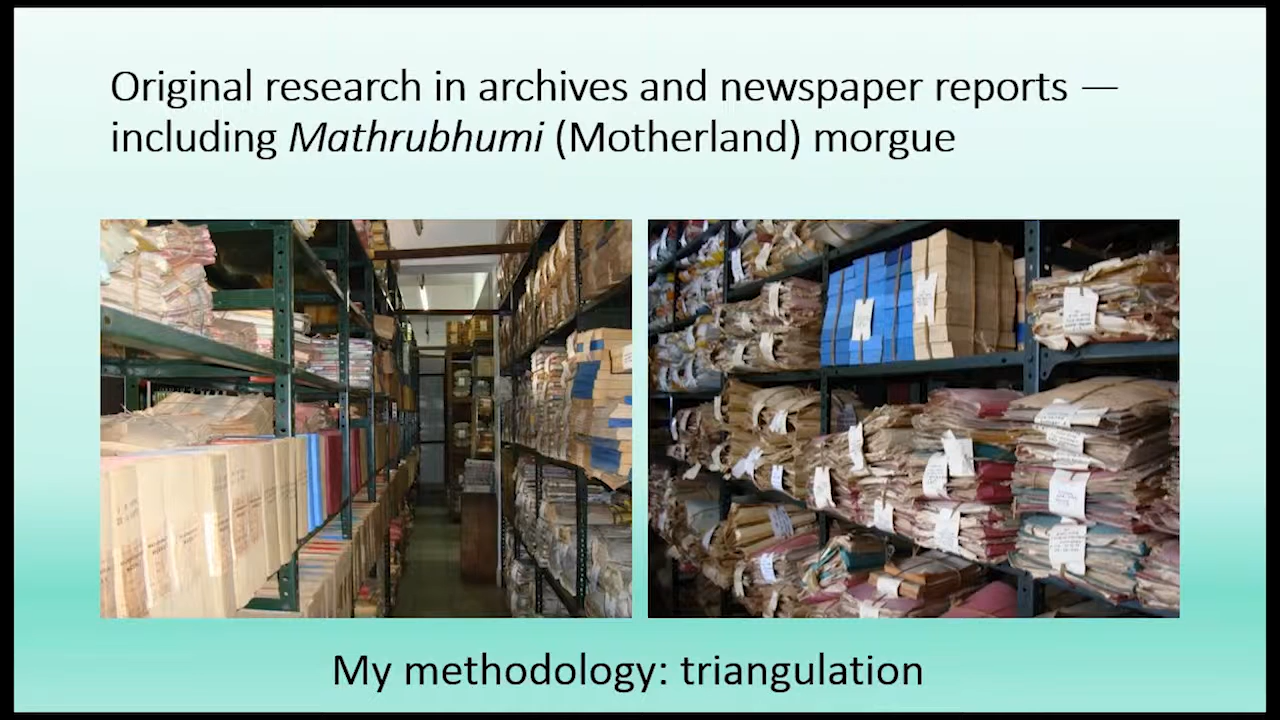 Original research in archives and newspaper reports —
including Mathrubhumi (Motherland) morgue
My methodology: triangulation